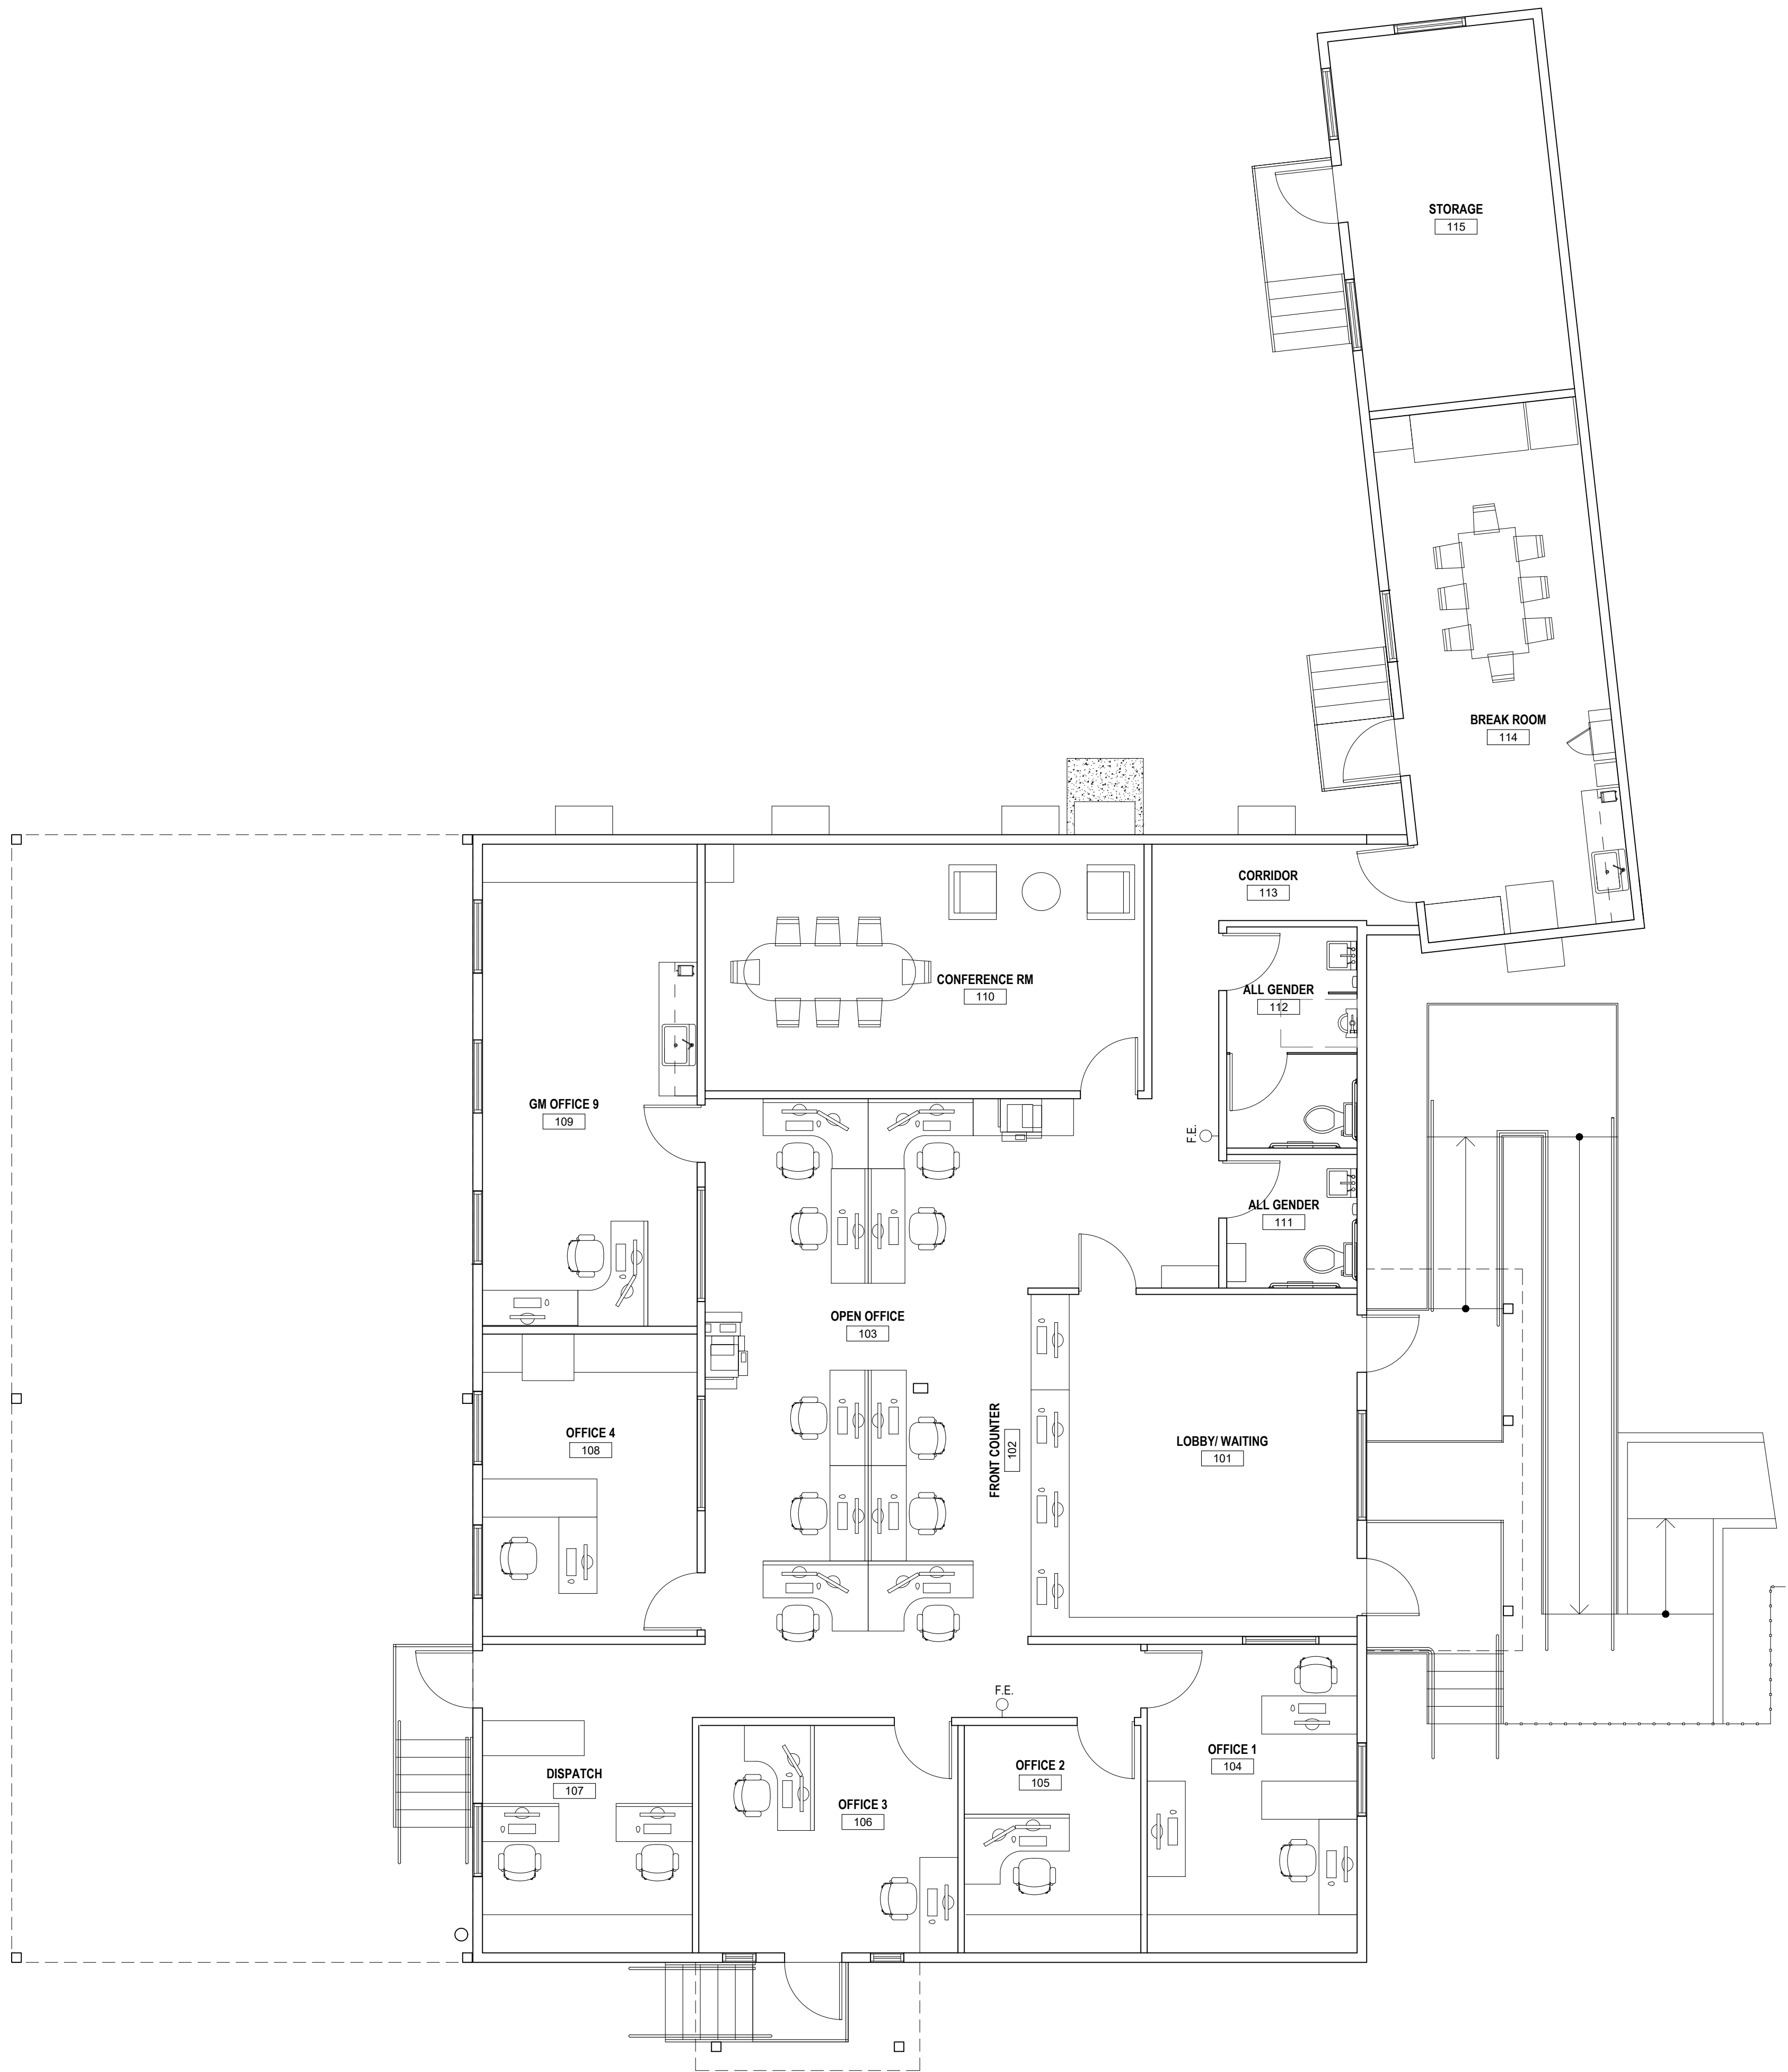 STORAGE
115
BREAK ROOM
114
CORRIDOR
113
CONFERENCE RM
110
ALL GENDER
112
GM OFFICE 9
109
F.E.
ALL GENDER
111
OPEN OFFICE
103
FRONT COUNTER
102
LOBBY/ WAITING
101
OFFICE 4
108
F.E.
OFFICE 1
104
OFFICE 2
105
DISPATCH
107
OFFICE 3
106